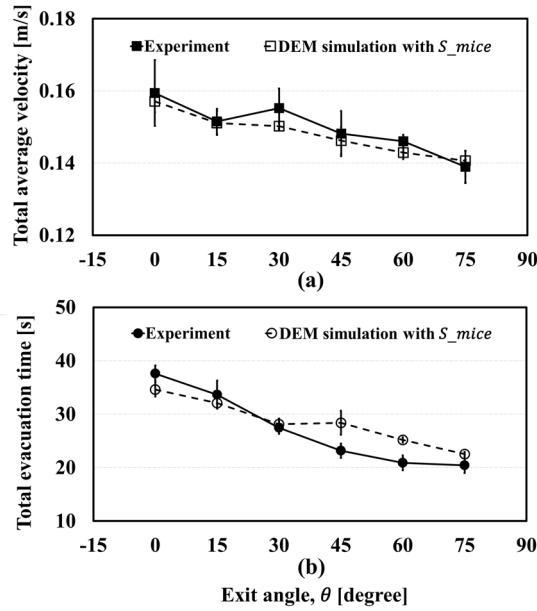 0.18
Experiment
DEM simulation with S_mice
0.16
0.14
0.12
-15 0 15 30 45 60 75 90
Total average velocity [m/s]
(a)
50
Experiment
DEM simulation with S_mice
40
30
20
10
-15 0 15 30 45 60 75 90
Total evacuation time [s]
(b)
Exit angle, θ [degree]